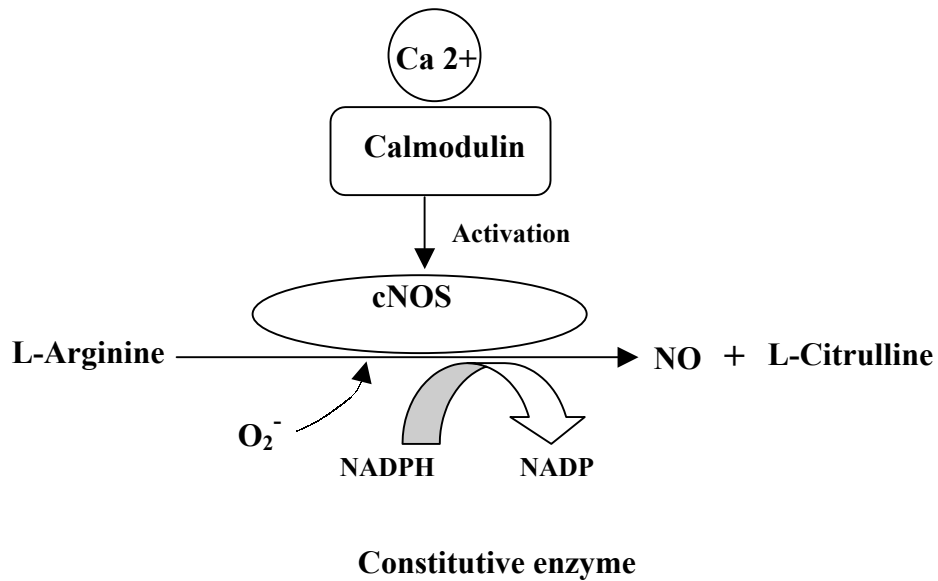 Ca 2+
Calmodulin
Activation
cNOS
L-Arginine
NO + L-Citrulline
O₂⁻
NADPH
NADP
Constitutive enzyme